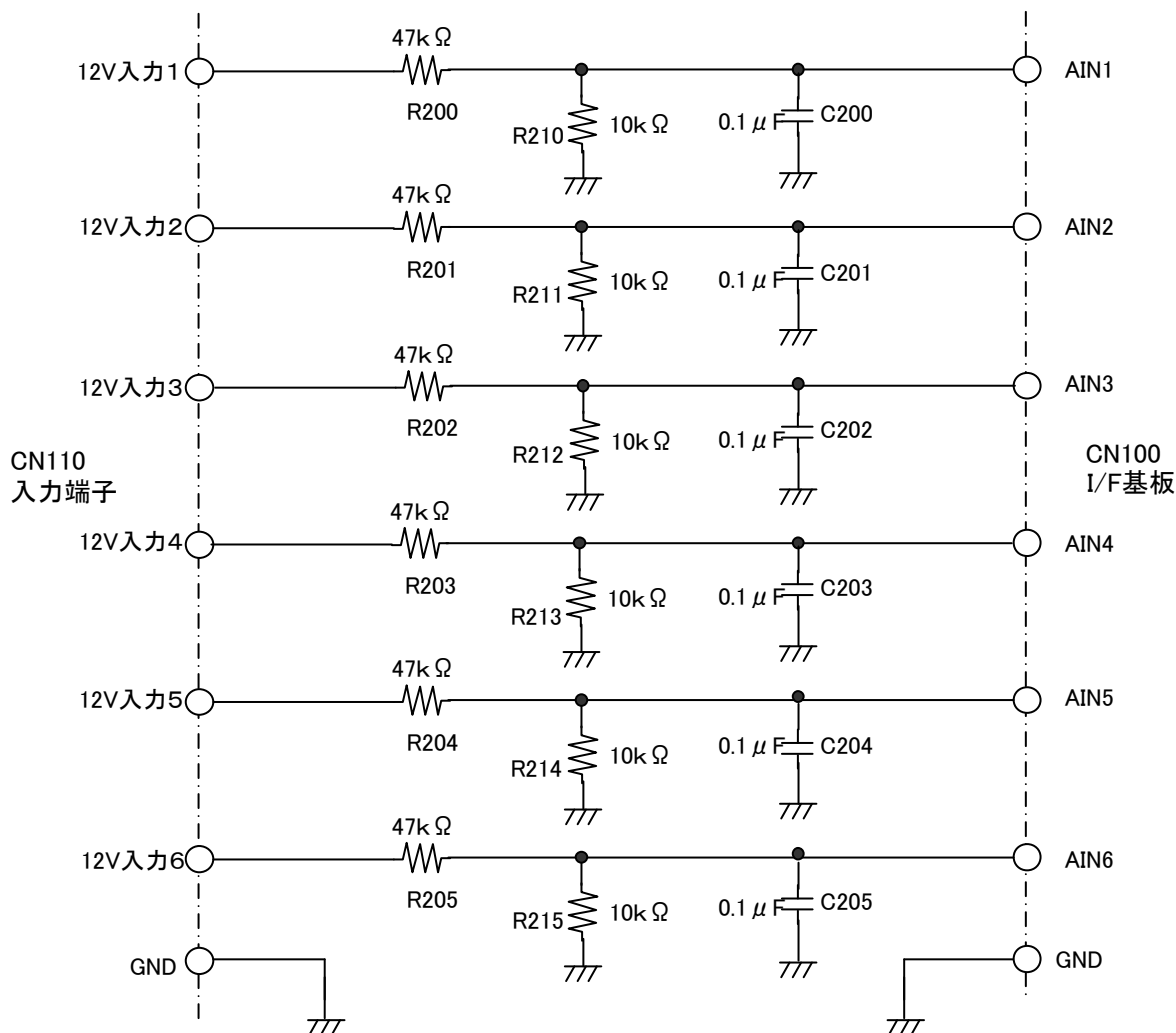 47kΩ
12V入力1
AIN1
R200
R210
10kΩ
0.1μF
C200
47kΩ
12V入力2
AIN2
R201
R211
10kΩ
0.1μF
C201
47kΩ
12V入力3
AIN3
R202
R212
10kΩ
0.1μF
C202
CN110
入力端子
CN100
I/F基板
47kΩ
12V入力4
AIN4
R203
R213
10kΩ
0.1μF
C203
47kΩ
12V入力5
AIN5
R204
R214
10kΩ
0.1μF
C204
47kΩ
12V入力6
AIN6
R205
R215
10kΩ
0.1μF
C205
GND
GND